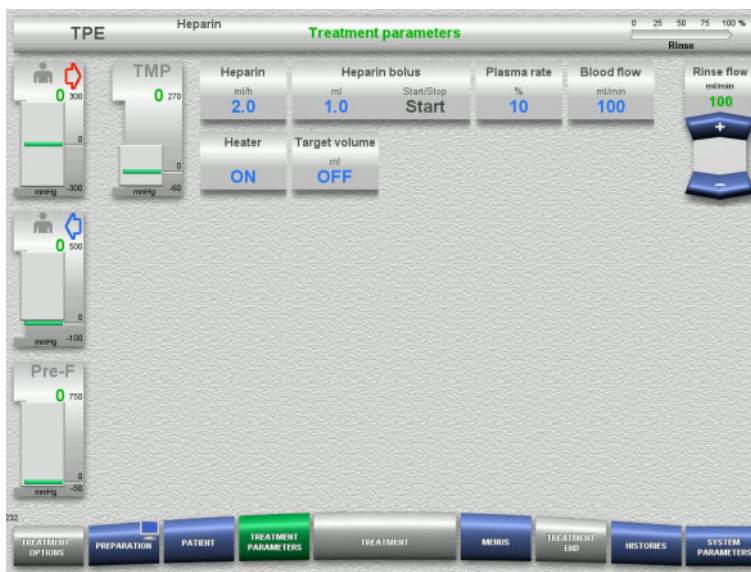 TPE
Heparin
Treatment parameters
0 25 50 75 100 %
Rinse
0 300
0
mmHg -300
TMP
0 270
0
mmHg -60
Heparin
ml/h
2.0
Heparin bolus
ml Start/Stop
1.0 Start
Plasma rate
%
10
Blood flow
ml/min
100
Rinse flow
ml/min
100
+
–
Heater
ON
Target volume
ml
OFF
0 500
0
mmHg -100
Pre-F
0 750
0
mmHg -50
232
TREATMENT
OPTIONS
PREPARATION
PATIENT
TREATMENT
PARAMETERS
TREATMENT
MENUS
TREATMENT
END
HISTORIES
SYSTEM
PARAMETERS